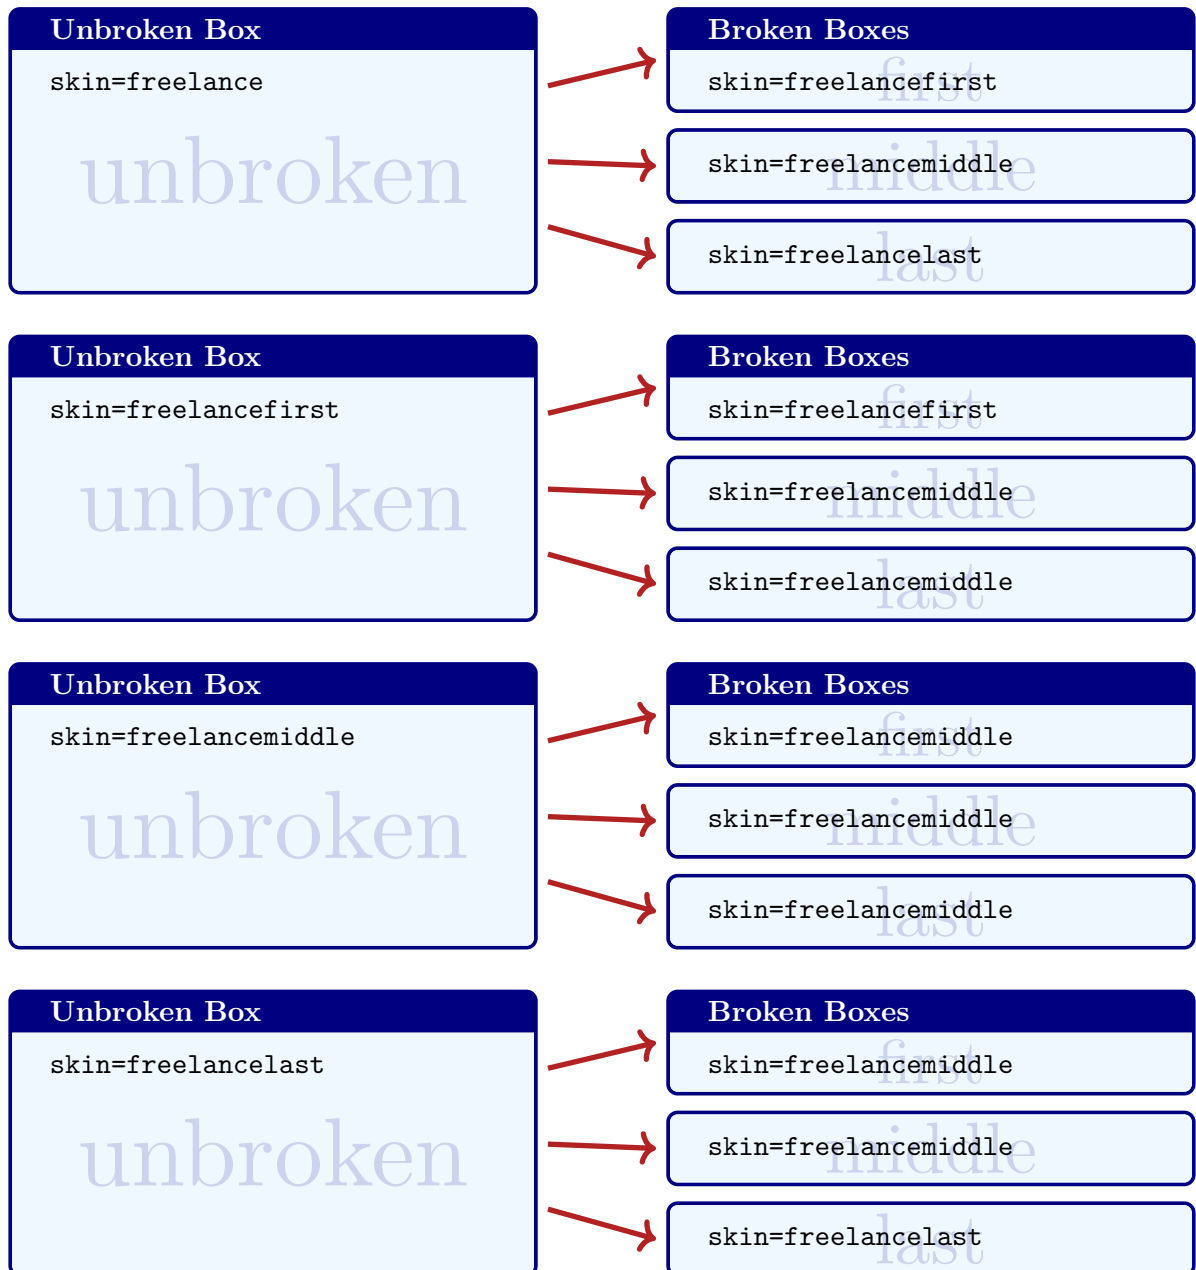 Unbroken Box
skin=freelance
unbroken
Broken Boxes
first
skin=freelancefirst
middle
skin=freelancemiddle
last
skin=freelancelast
Unbroken Box
skin=freelancefirst
unbroken
Broken Boxes
first
skin=freelancefirst
middle
skin=freelancemiddle
last
skin=freelancemiddle
Unbroken Box
skin=freelancemiddle
unbroken
Broken Boxes
first
skin=freelancemiddle
middle
skin=freelancemiddle
last
skin=freelancemiddle
Unbroken Box
skin=freelancelast
unbroken
Broken Boxes
first
skin=freelancemiddle
middle
skin=freelancemiddle
last
skin=freelancelast